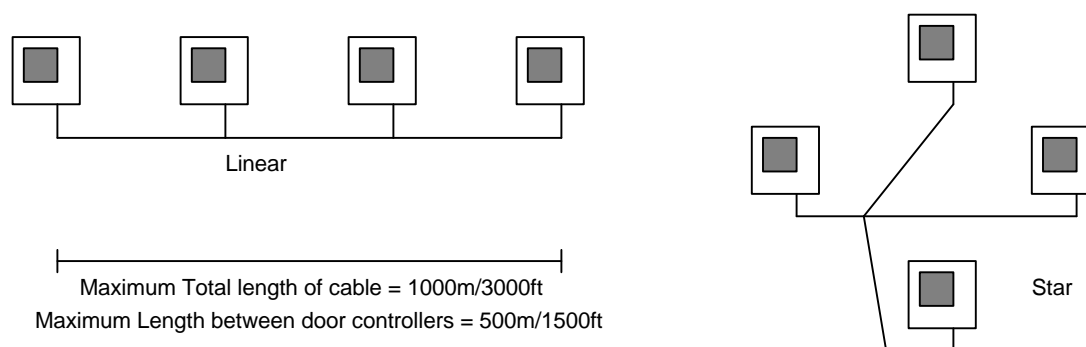 Linear
Maximum Total length of cable = 1000m/3000ft
Maximum Length between door controllers = 500m/1500ft
Star